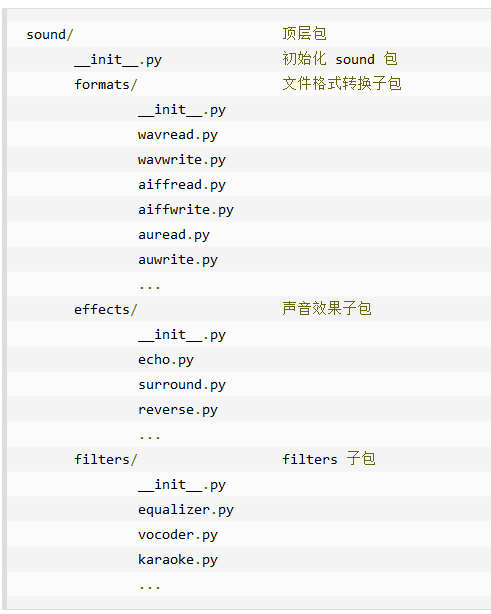 sound/                          顶层包
      __init__.py               初始化 sound 包
      formats/                  文件格式转换子包
              __init__.py
              wavread.py
              wavwrite.py
              aiffread.py
              aiffwrite.py
              auread.py
              auwrite.py
              ...
      effects/                  声音效果子包
              __init__.py
              echo.py
              surround.py
              reverse.py
              ...
      filters/                  filters 子包
              __init__.py
              equalizer.py
              vocoder.py
              karaoke.py
              ...